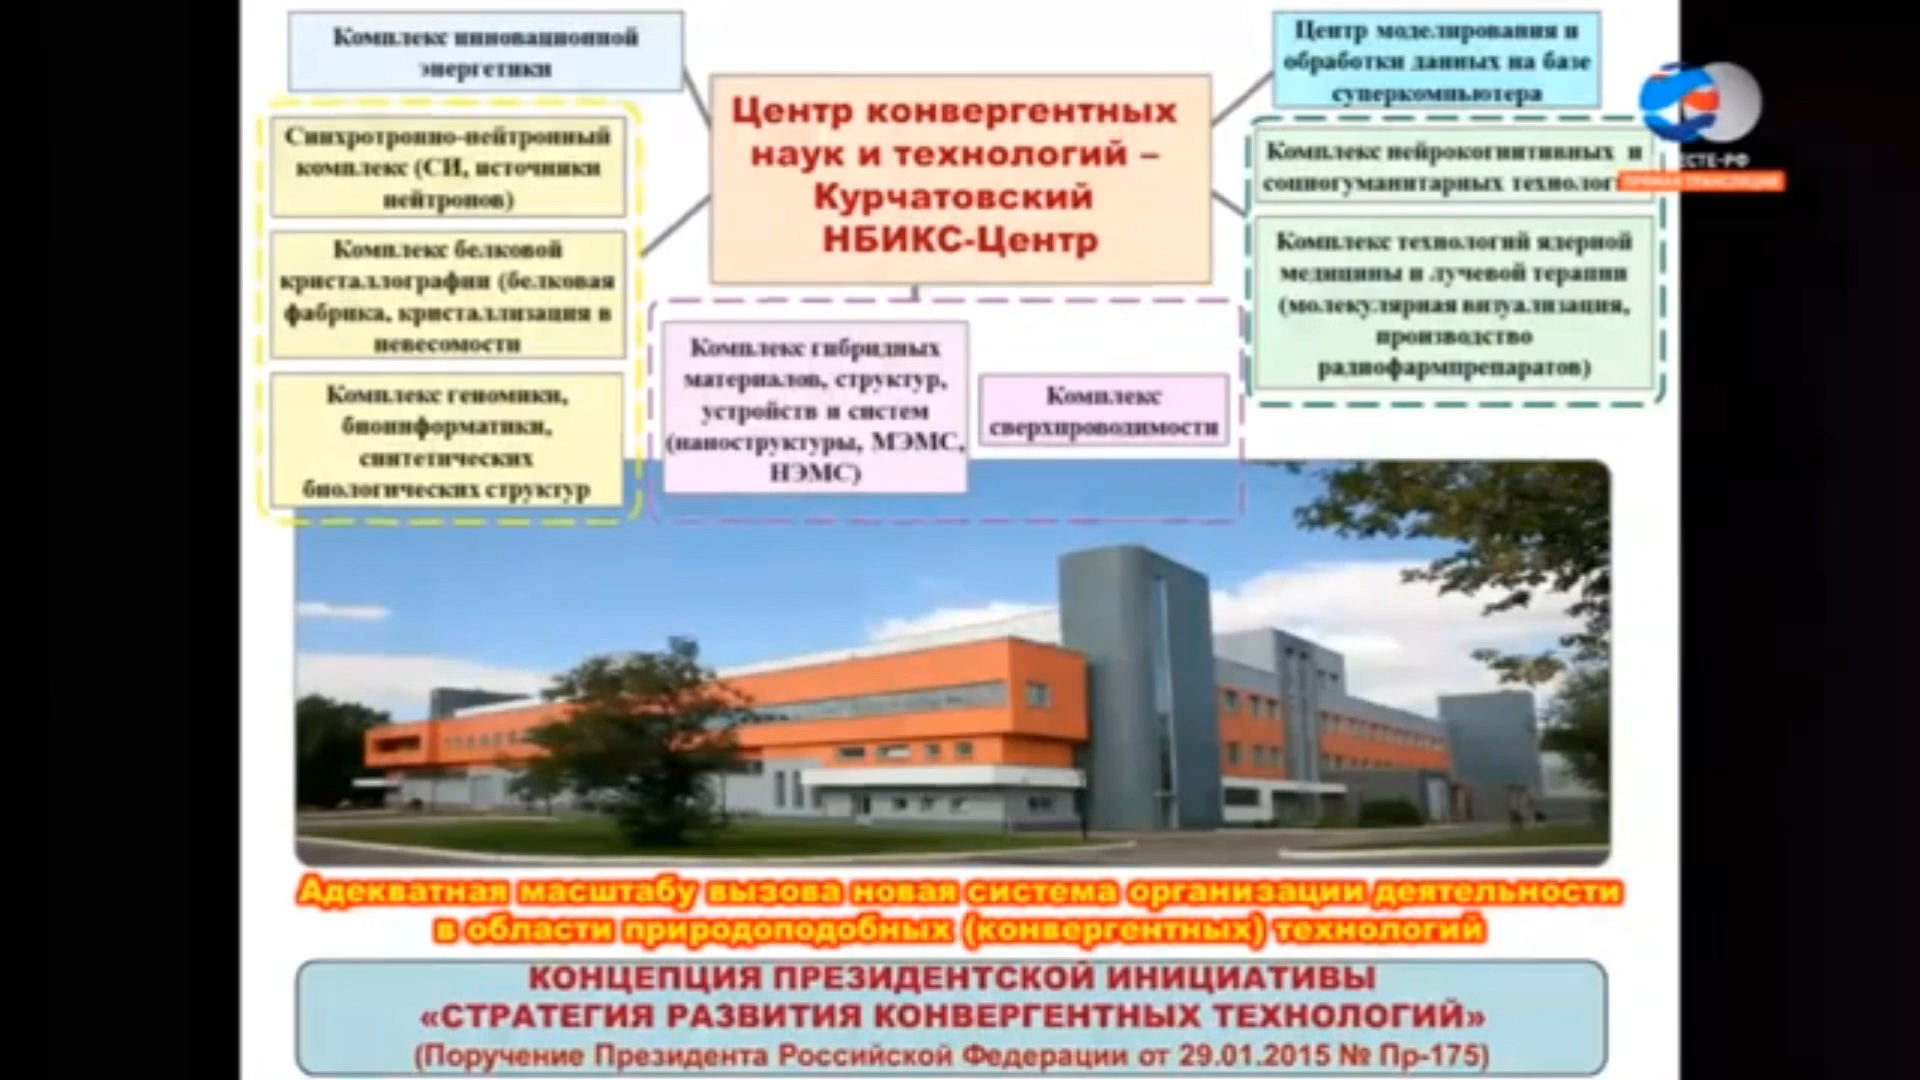 Комплекс инновационной
энергетики
Центр моделирования и
обработки данных на базе
суперкомпьютера
Центр конвергентных
наук и технологий –
Курчатовский
НБИКС-Центр
Синхротронно-нейтронный
комплекс (СИ, источники
нейтронов)
Комплекс белковой
кристаллографии (белковая
фабрика, кристаллизация в
невесомости
Комплекс геномики,
биоинформатики,
синтетических
биологических структур
Комплекс гибридных
материалов, структур,
устройств и систем
(наноструктуры, МЭМС,
НЭМС)
Комплекс
сверхпроводимости
Комплекс нейрокогнитивных и
социогуманитарных технолог
Комплекс технологий ядерной
медицины и лучевой терапии
(молекулярная визуализация,
производство
радиофармпрепаратов)
ЕСТЕ-РФ
ПРЯМАЯ ТРАНСЛЯЦИЯ
Адекватная масштабу вызова новая система организации деятельности
в области природоподобных (конвергентных) технологий
КОНЦЕПЦИЯ ПРЕЗИДЕНТСКОЙ ИНИЦИАТИВЫ
«СТРАТЕГИЯ РАЗВИТИЯ КОНВЕРГЕНТНЫХ ТЕХНОЛОГИЙ»
(Поручение Президента Российской Федерации от 29.01.2015 № Пр-175)